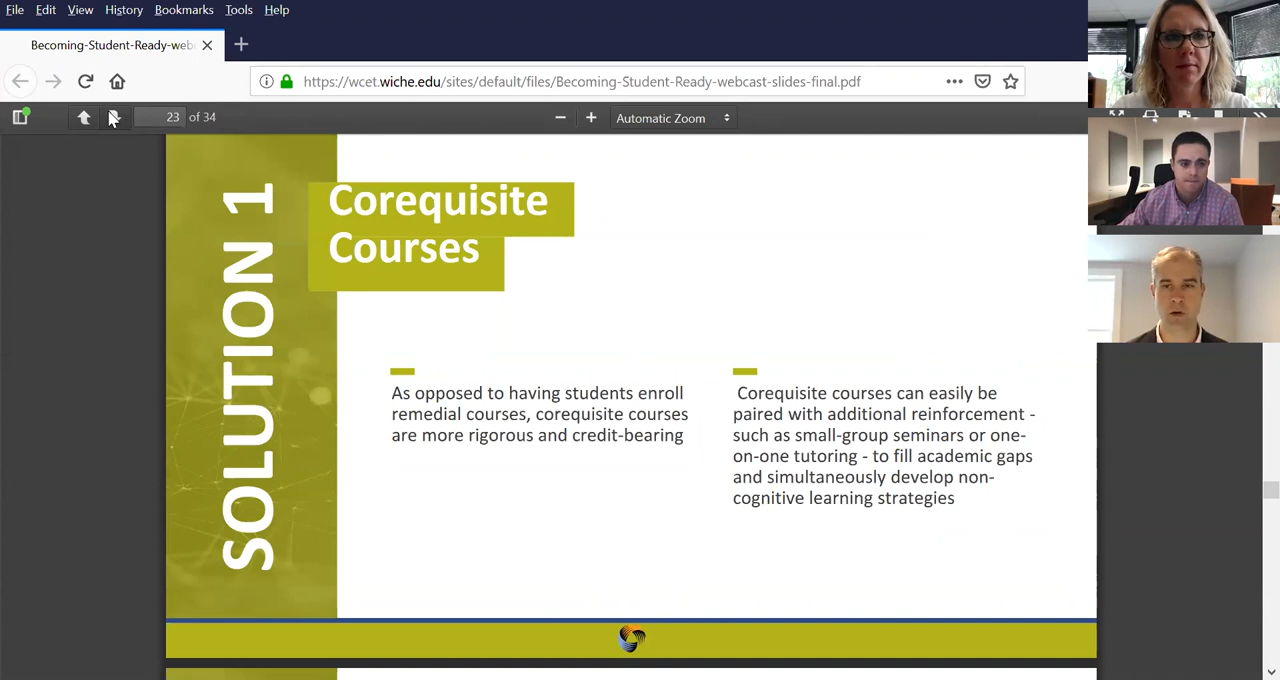 File Edit View History Bookmarks Tools Help
Becoming-Student-Ready-web
https://wcet.wiche.edu/sites/default/files/Becoming-Student-Ready-webcast-slides-final.pdf
23 of 34
Automatic Zoom
SOLUTION 1
Corequisite
Courses
As opposed to having students enroll
remedial courses, corequisite courses
are more rigorous and credit-bearing
Corequisite courses can easily be
paired with additional reinforcement -
such as small-group seminars or one-
on-one tutoring - to fill academic gaps
and simultaneously develop non-
cognitive learning strategies